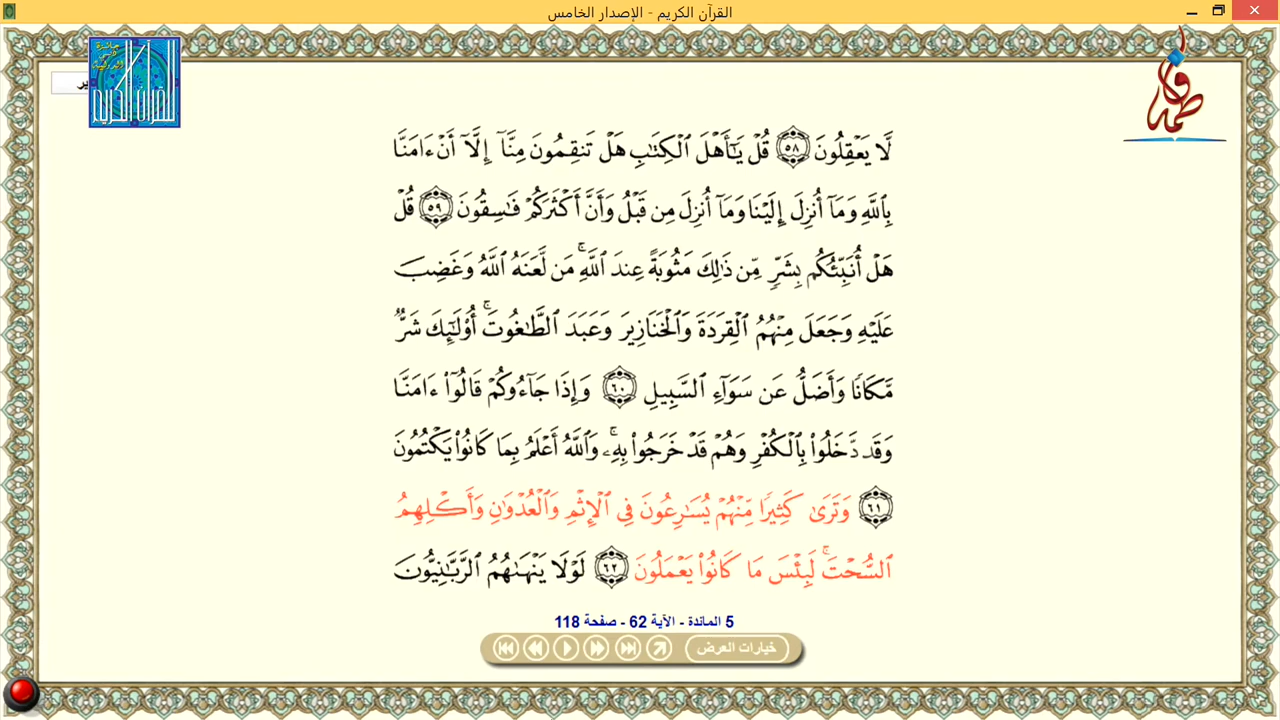 القرآن الكريم - الإصدار الخامس
للقرآن الكريم
فاطمة
لَّا يَعۡقِلُونَ ٥٨ قُلۡ يَـٰٓأَهۡلَ ٱلۡكِتَـٰبِ هَلۡ تَنقِمُونَ مِنَّآ إِلَّآ أَنۡ ءَامَنَّا
بِٱللَّهِ وَمَآ أُنزِلَ إِلَيۡنَا وَمَآ أُنزِلَ مِن قَبۡلُ وَأَنَّ أَكۡثَرَكُمۡ فَـٰسِقُونَ ٥٩ قُلۡ
هَلۡ أُنَبِّئُكُم بِشَرࣲّ مِّن ذَٰلِكَ مَثُوبَةً عِندَ ٱللَّهِۚ مَن لَّعَنَهُ ٱللَّهُ وَغَضِبَ
عَلَيۡهِ وَجَعَلَ مِنۡهُمُ ٱلۡقِرَدَةَ وَٱلۡخَنَازِيرَ وَعَبَدَ ٱلطَّـٰغُوتَۚ أُوْلَـٰٓئِكَ شَرࣱّ
مَّكَانࣰا وَأَضَلُّ عَن سَوَآءِ ٱلسَّبِيلِ ٦٠ وَإِذَا جَآءُوكُمۡ قَالُوٓاْ ءَامَنَّا
وَقَد دَّخَلُواْ بِٱلۡكُفۡرِ وَهُمۡ قَدۡ خَرَجُواْ بِهِۦۚ وَٱللَّهُ أَعۡلَمُ بِمَا كَانُواْ يَكۡتُمُونَ
٦١ وَتَرَىٰ كَثِيرࣰا مِّنۡهُمۡ يُسَـٰرِعُونَ فِي ٱلۡإِثۡمِ وَٱلۡعُدۡوَٰنِ وَأَكۡلِهِمُ
ٱلسُّحۡتَۚ لَبِئۡسَ مَا كَانُواْ يَعۡمَلُونَ ٦٢ لَوۡلَا يَنۡهَىٰهُمُ ٱلرَّبَّـٰنِيُّونَ
5 المائدة - الآية 62 - صفحة 118
خيارات العرض